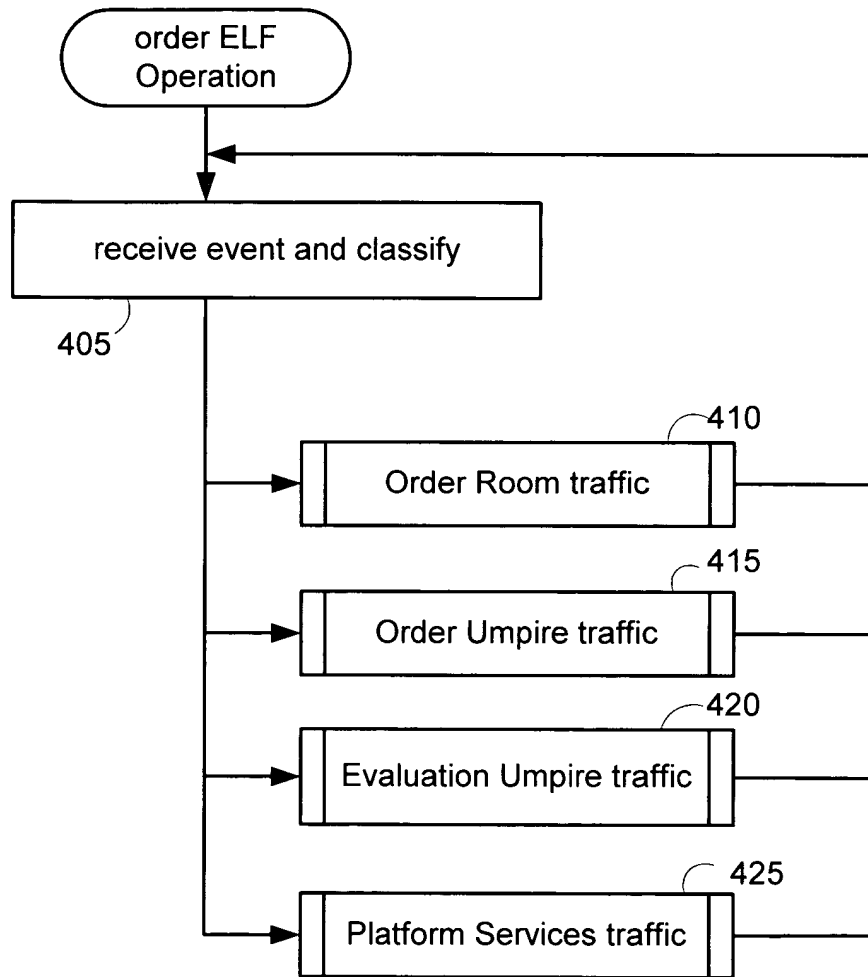 order ELF
Operation
receive event and classify
405
410
Order Room traffic
415
Order Umpire traffic
420
Evaluation Umpire traffic
425
Platform Services traffic